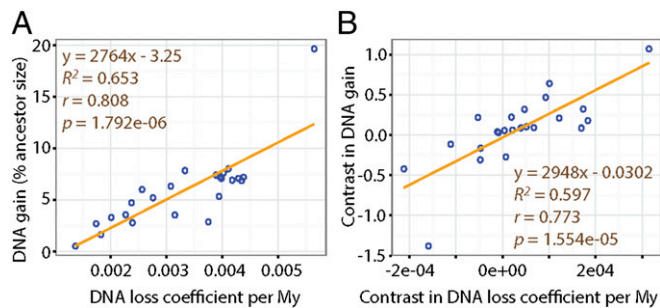 A
y = 2764x - 3.25
R² = 0.653
r = 0.808
p = 1.792e-06
DNA gain (% ancestor size)
20
15
10
5
0
0.002 0.003 0.004 0.005
DNA loss coefficient per My
B
Contrast in DNA gain
1.0
0.5
0.0
-0.5
-1.0
-1.5
y = 2948x - 0.0302
R² = 0.597
r = 0.773
p = 1.554e-05
-2e-04 0e+00 2e04
Contrast in DNA loss coefficient per My